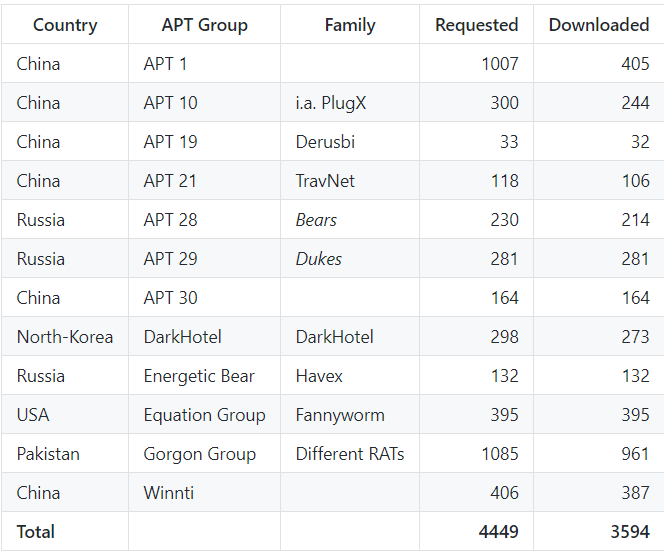 Country APT Group Family Requested Downloaded
China APT 1 1007 405
China APT 10 i.a. PlugX 300 244
China APT 19 Derusbi 33 32
China APT 21 TravNet 118 106
Russia APT 28 Bears 230 214
Russia APT 29 Dukes 281 281
China APT 30 164 164
North-Korea DarkHotel DarkHotel 298 273
Russia Energetic Bear Havex 132 132
USA Equation Group Fannyworm 395 395
Pakistan Gorgon Group Different RATs 1085 961
China Winnti 406 387
Total 4449 3594